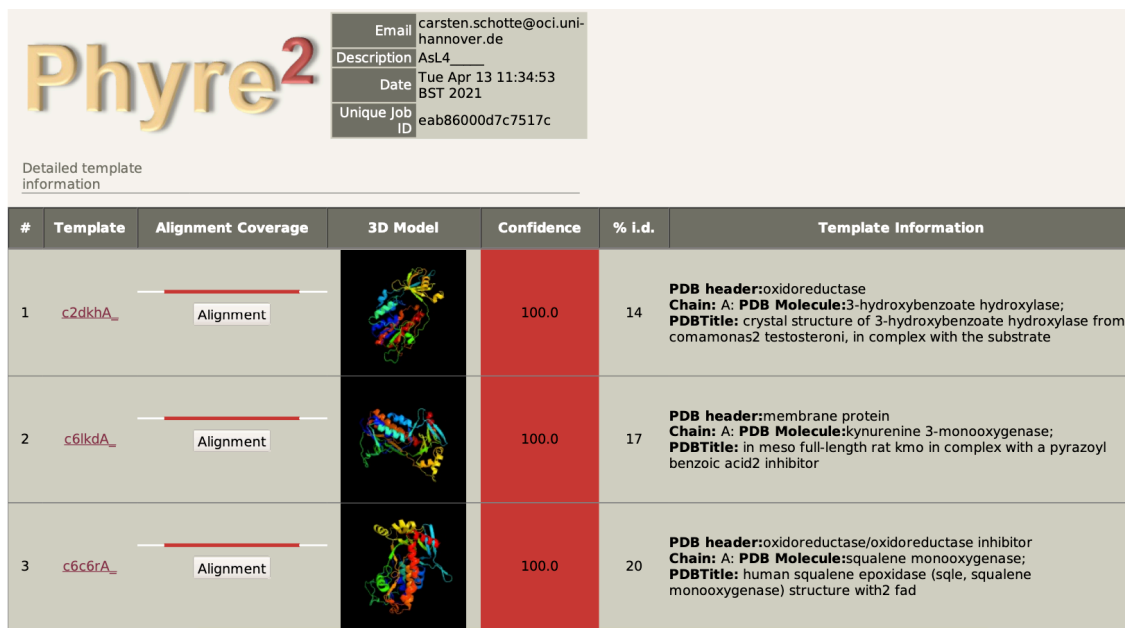 Phyre2
Email carsten.schotte@oci.uni-
hannover.de
Description AsL4_____
Date Tue Apr 13 11:34:53
BST 2021
Unique Job
ID eab86000d7c7517c
Detailed template
information
# Template Alignment Coverage 3D Model Confidence % i.d. Template Information
1 c2dkhA_ Alignment 100.0 14
PDB header:oxidoreductase
Chain: A: PDB Molecule:3-hydroxybenzoate hydroxylase;
PDBTitle: crystal structure of 3-hydroxybenzoate hydroxylase from
comamonas2 testosteroni, in complex with the substrate
2 c6lkdA_ Alignment 100.0 17
PDB header:membrane protein
Chain: A: PDB Molecule:kynurenine 3-monooxygenase;
PDBTitle: in meso full-length rat kmo in complex with a pyrazoyl
benzoic acid2 inhibitor
3 c6c6rA_ Alignment 100.0 20
PDB header:oxidoreductase/oxidoreductase inhibitor
Chain: A: PDB Molecule:squalene monooxygenase;
PDBTitle: human squalene epoxidase (sqle, squalene
monooxygenase) structure with2 fad